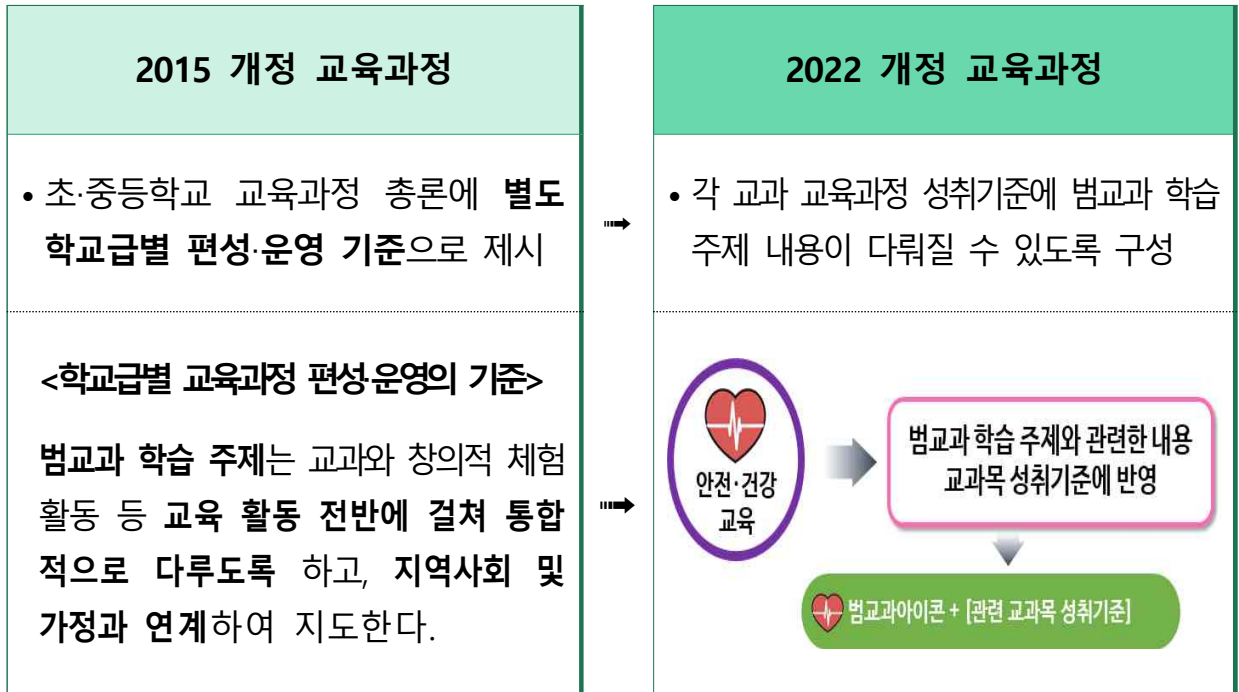 2015 개정 교육과정
2022 개정 교육과정
• 초·중등학교 교육과정 총론에 별도
학교급별 편성·운영 기준으로 제시
• 각 교과 교육과정 성취기준에 범교과 학습
주제 내용이 다뤄질 수 있도록 구성
<학교급별 교육과정 편성·운영의 기준>
범교과 학습 주제는 교과와 창의적 체험
활동 등 교육 활동 전반에 걸쳐 통합
적으로 다루도록 하고, 지역사회 및
가정과 연계하여 지도한다.
안전·건강
교육
범교과 학습 주제와 관련한 내용
교과목 성취기준에 반영
범교과아이콘 + [관련 교과목 성취기준]